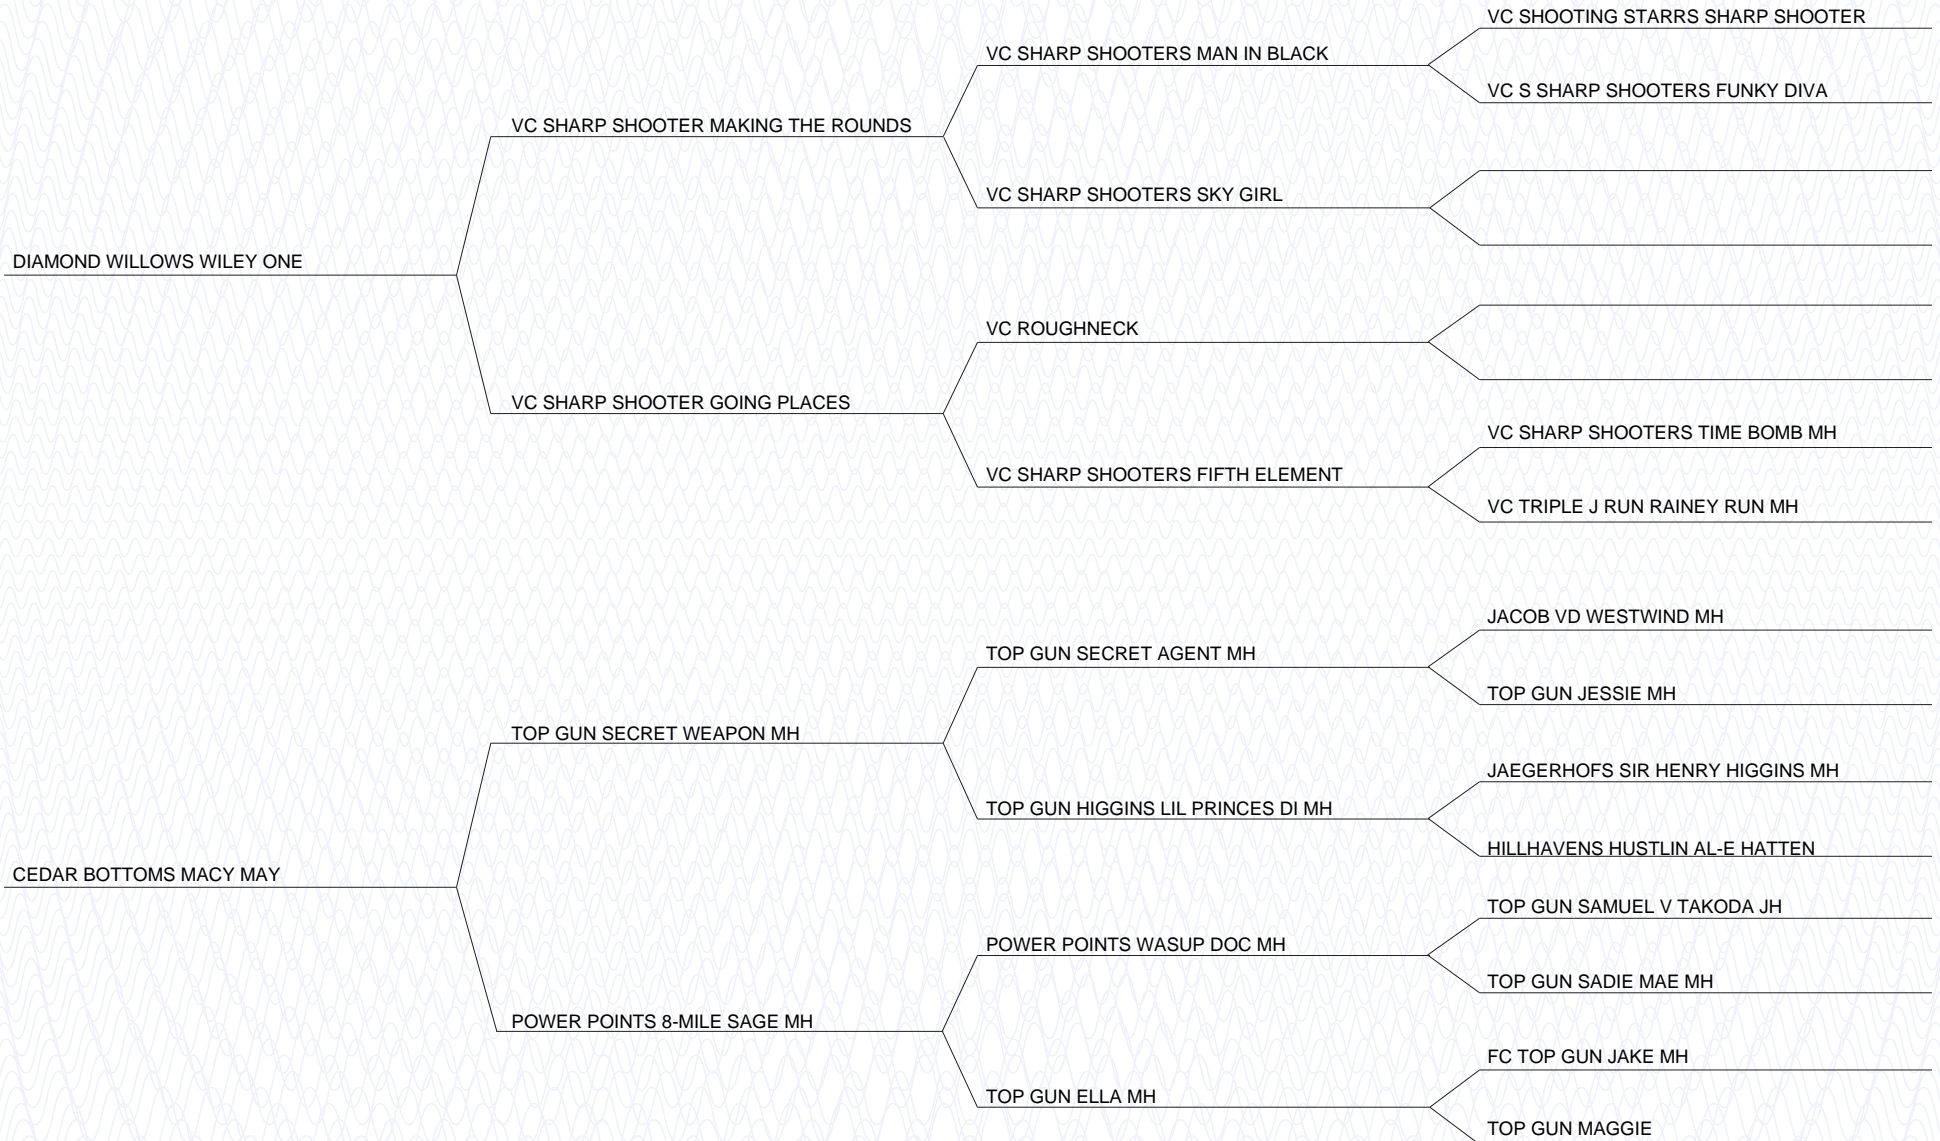 VC SHOOTING STARRS SHARP SHOOTER
VC SHARP SHOOTERS MAN IN BLACK
VC S SHARP SHOOTERS FUNKY DIVA
VC SHARP SHOOTER MAKING THE ROUNDS
VC SHARP SHOOTERS SKY GIRL
DIAMOND WILLOWS WILEY ONE
VC ROUGHNECK
VC SHARP SHOOTER GOING PLACES
VC SHARP SHOOTERS TIME BOMB MH
VC SHARP SHOOTERS FIFTH ELEMENT
VC TRIPLE J RUN RAINEY RUN MH
JACOB VD WESTWIND MH
TOP GUN SECRET AGENT MH
TOP GUN JESSIE MH
TOP GUN SECRET WEAPON MH
JAEGERHOFS SIR HENRY HIGGINS MH
TOP GUN HIGGINS LIL PRINCES DI MH
HILLHAVENS HUSTLIN AL-E HATTEN
CEDAR BOTTOMS MACY MAY
TOP GUN SAMUEL V TAKODA JH
POWER POINTS WASUP DOC MH
TOP GUN SADIE MAE MH
POWER POINTS 8-MILE SAGE MH
FC TOP GUN JAKE MH
TOP GUN ELLA MH
TOP GUN MAGGIE